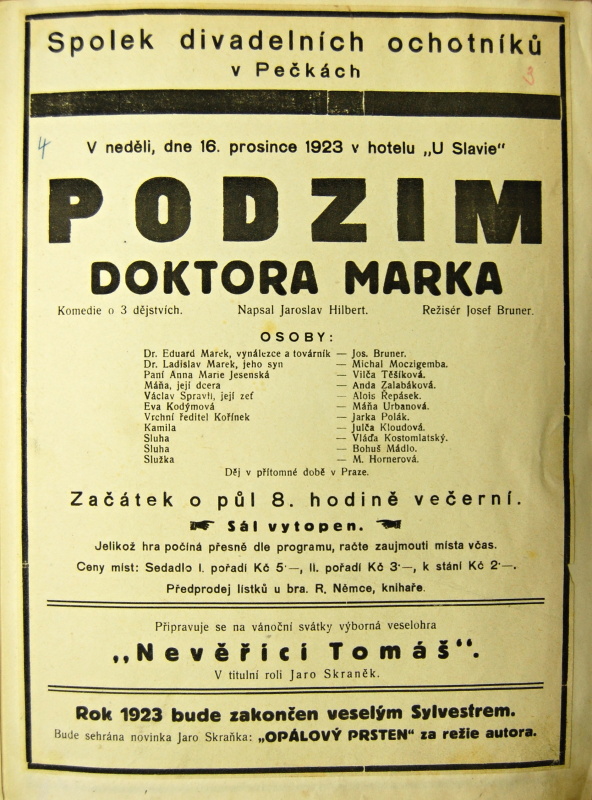 Spolek divadelních ochotníků
v Pečkách
3
4
V neděli, dne 16. prosince 1923 v hotelu „U Slavie"
PODZIM
DOKTORA MARKA
Komedie o 3 dějstvích. Napsal Jaroslav Hilbert. Režisér Josef Bruner.
OSOBY:
Dr. Eduard Marek, vynálezce a továrník — Jos. Bruner.
Dr. Ladislav Marek, jeho syn — Michal Moczigemba.
Paní Anna Marie Jesenská — Vilča Těšíková.
Máňa, její dcera — Anda Zalabáková.
Václav Spravti, její zeť — Alois Řepásek.
Eva Kodýmová — Máňa Urbanová.
Vrchní ředitel Kořínek — Jarka Polák.
Kamila — Julča Kloudová.
Sluha — Vláďa Kostomlatský.
Sluha — Bohuš Mádlo.
Služka — M. Hornerová.
Děj v přítomné době v Praze.
Začátek o půl 8. hodině večerní.
Sál vytopen.
Jelikož hra počíná přesně dle programu, račte zaujmouti místa včas.
Ceny míst: Sedadlo I. pořadí Kč 5·—, II. pořadí Kč 3·—, k stání Kč 2·—.
Předprodej lístků u bra. R. Němce, knihaře.
Připravuje se na vánoční svátky výborná veselohra
„Nevěřící Tomáš".
V titulní roli Jaro Skraněk.
Rok 1923 bude zakončen veselým Sylvestrem.
Bude sehrána novinka Jaro Skraňka: „OPÁLOVÝ PRSTEN" za režie autora.